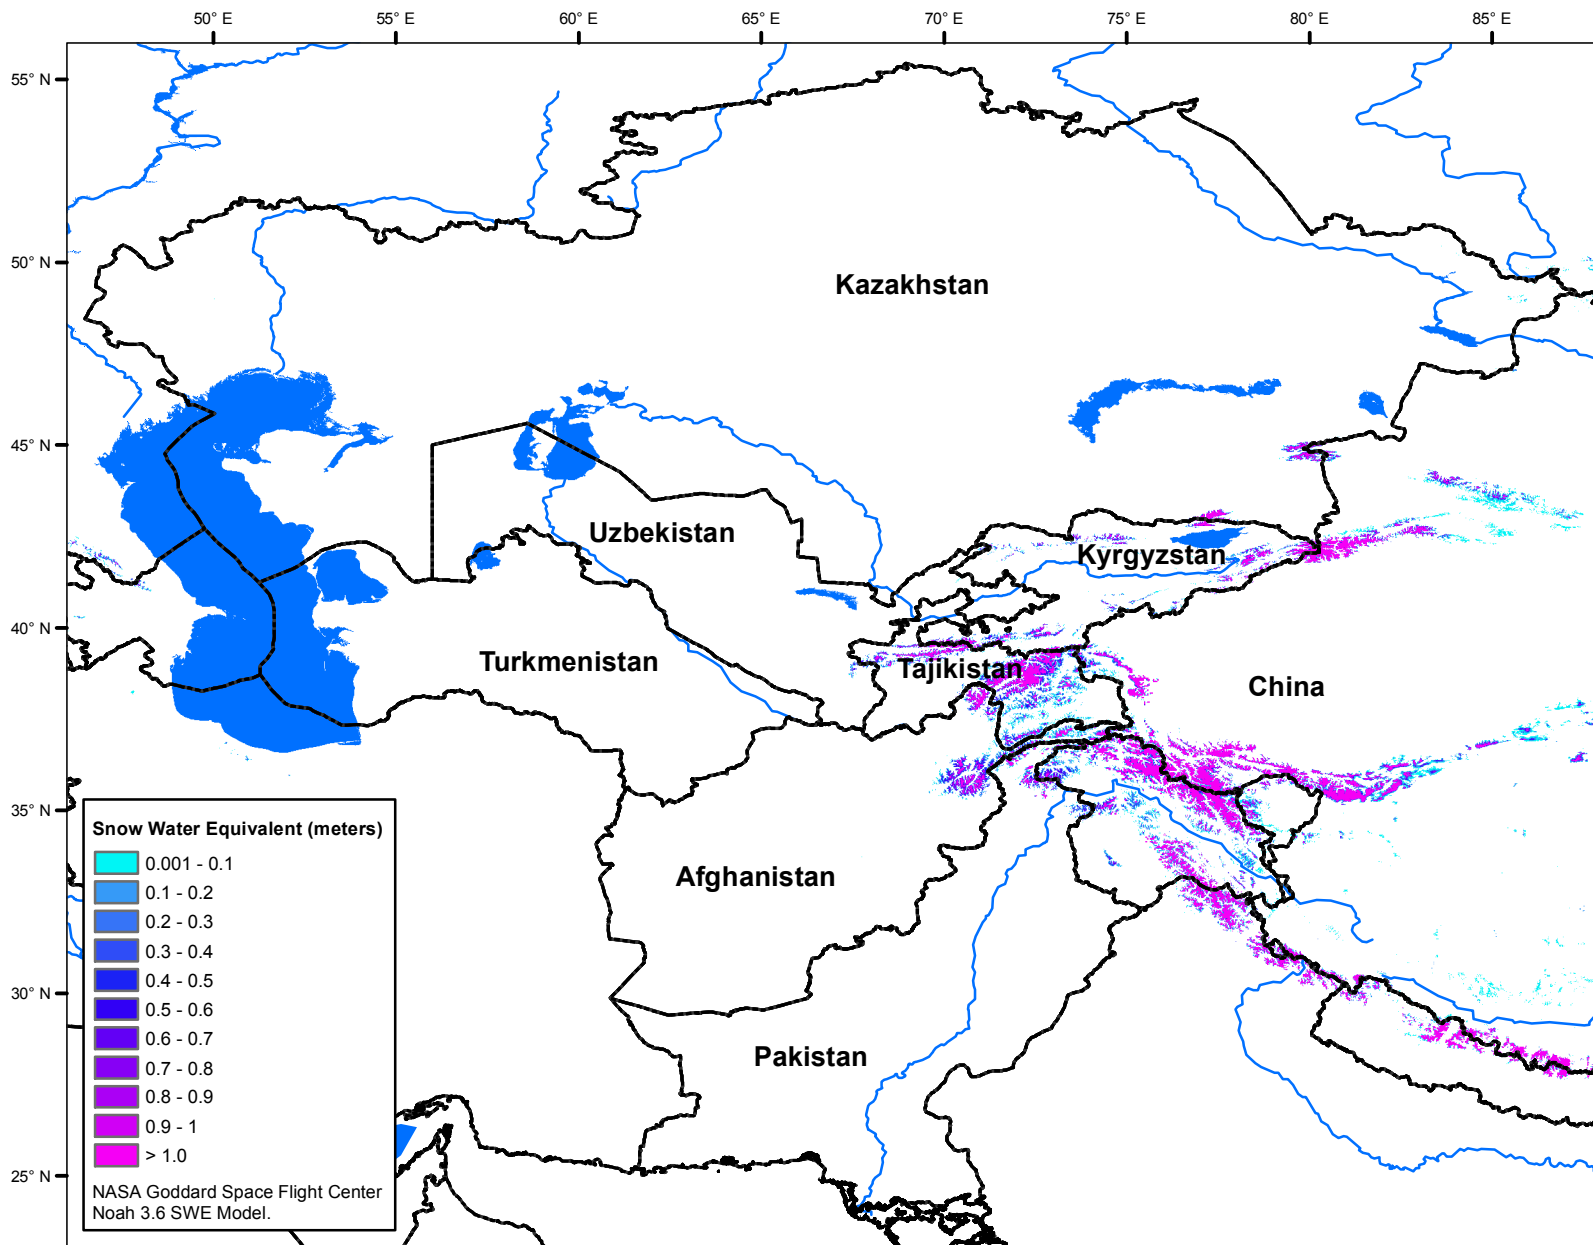 50° E 55° E 60° E 65° E 70° E 75° E 80° E 85° E
55° N
50° N
45° N
40° N
35° N
30° N
25° N
Kazakhstan
Uzbekistan
Kyrgyzstan
Turkmenistan
Tajikistan
China
Afghanistan
Pakistan
Snow Water Equivalent (meters)
0.001 - 0.1
0.1 - 0.2
0.2 - 0.3
0.3 - 0.4
0.4 - 0.5
0.5 - 0.6
0.6 - 0.7
0.7 - 0.8
0.8 - 0.9
0.9 - 1
> 1.0
NASA Goddard Space Flight Center
Noah 3.6 SWE Model.